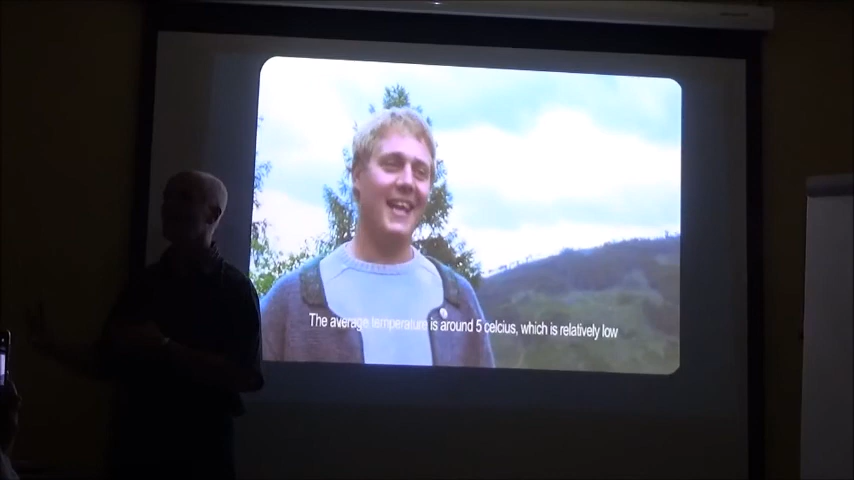 The average temperature is around 5 celcius, which is relatively low